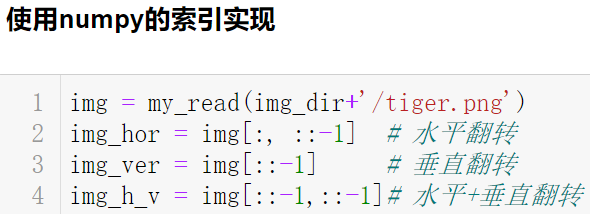 使用numpy的索引实现
1 img = my_read(img_dir+'/tiger.png')
2 img_hor = img[:, ::-1] # 水平翻转
3 img_ver = img[::-1] # 垂直翻转
4 img_h_v = img[::-1,::-1]# 水平+垂直翻转